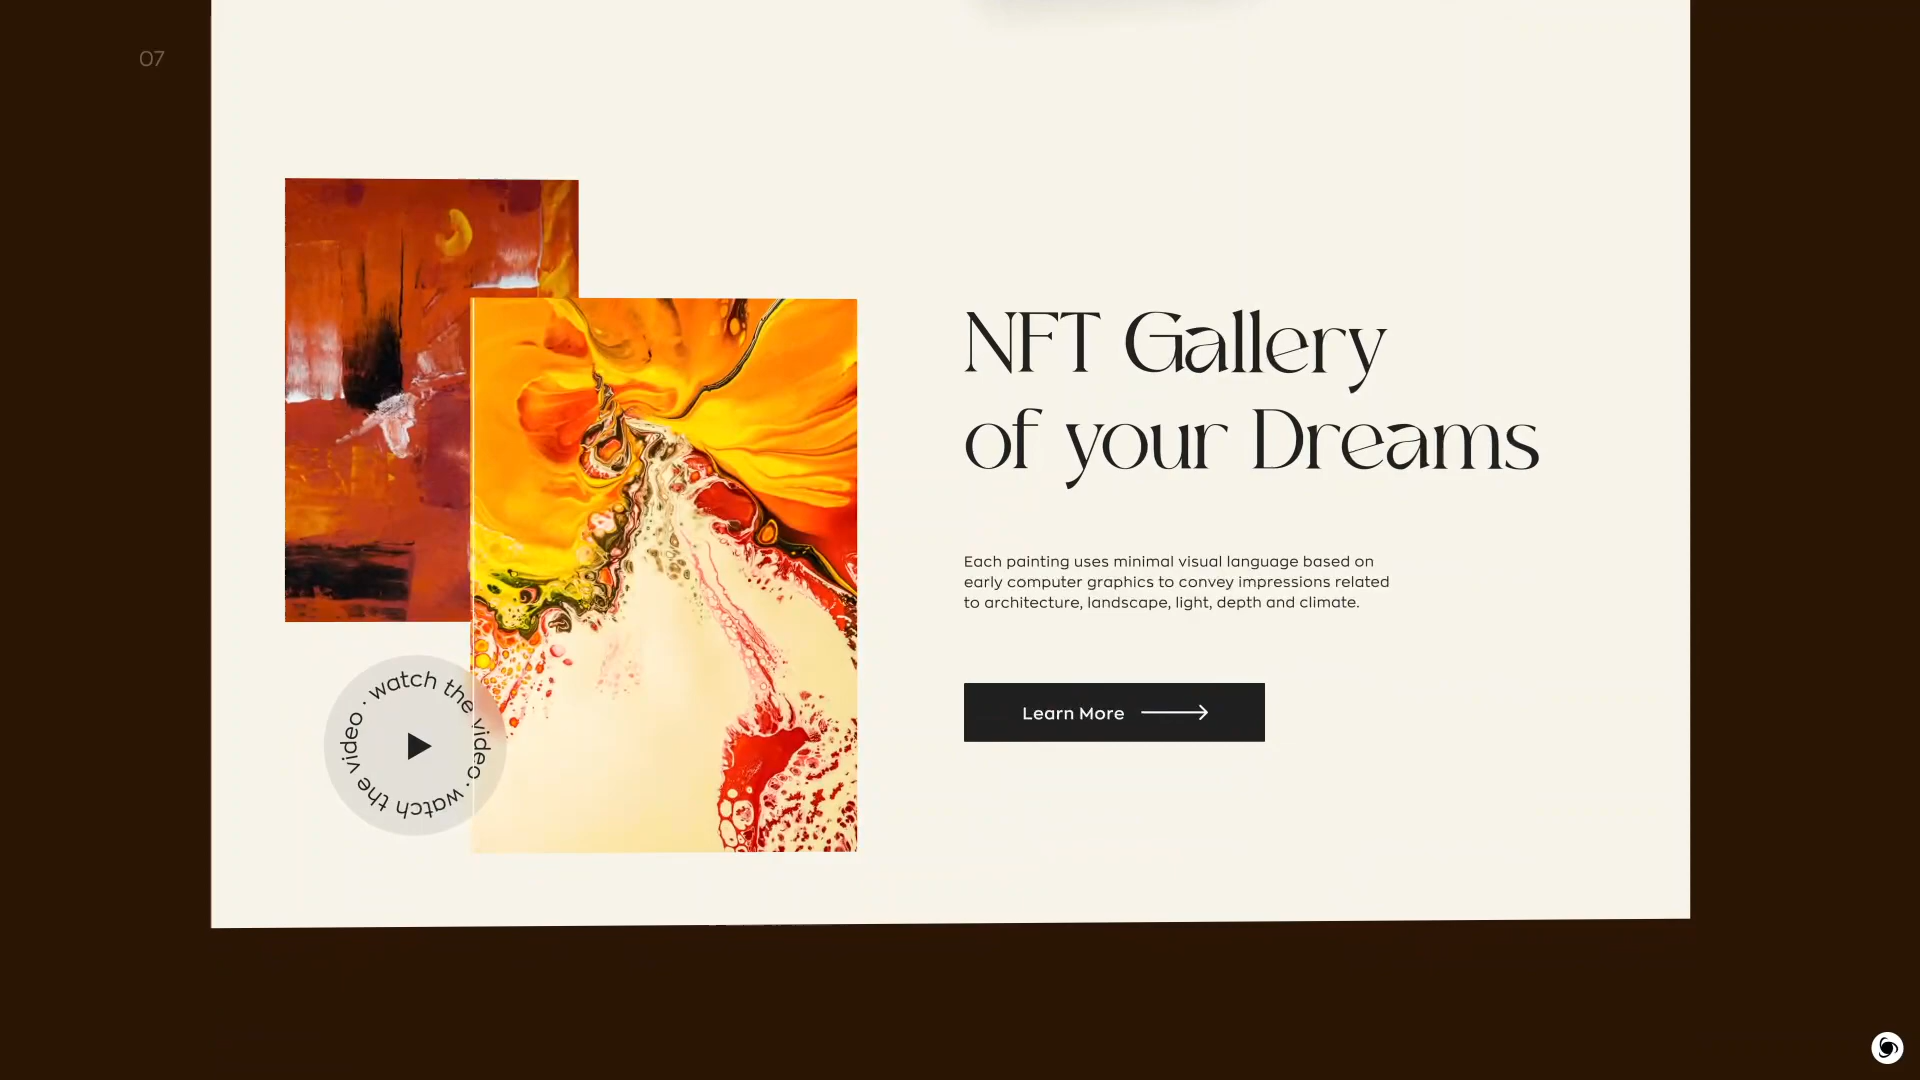 07
NFT Gallery
of your Dreams
Each painting uses minimal visual language based on
early computer graphics to convey impressions related
to architecture, landscape, light, depth and climate.
Learn More
watch the video · watch the video ·